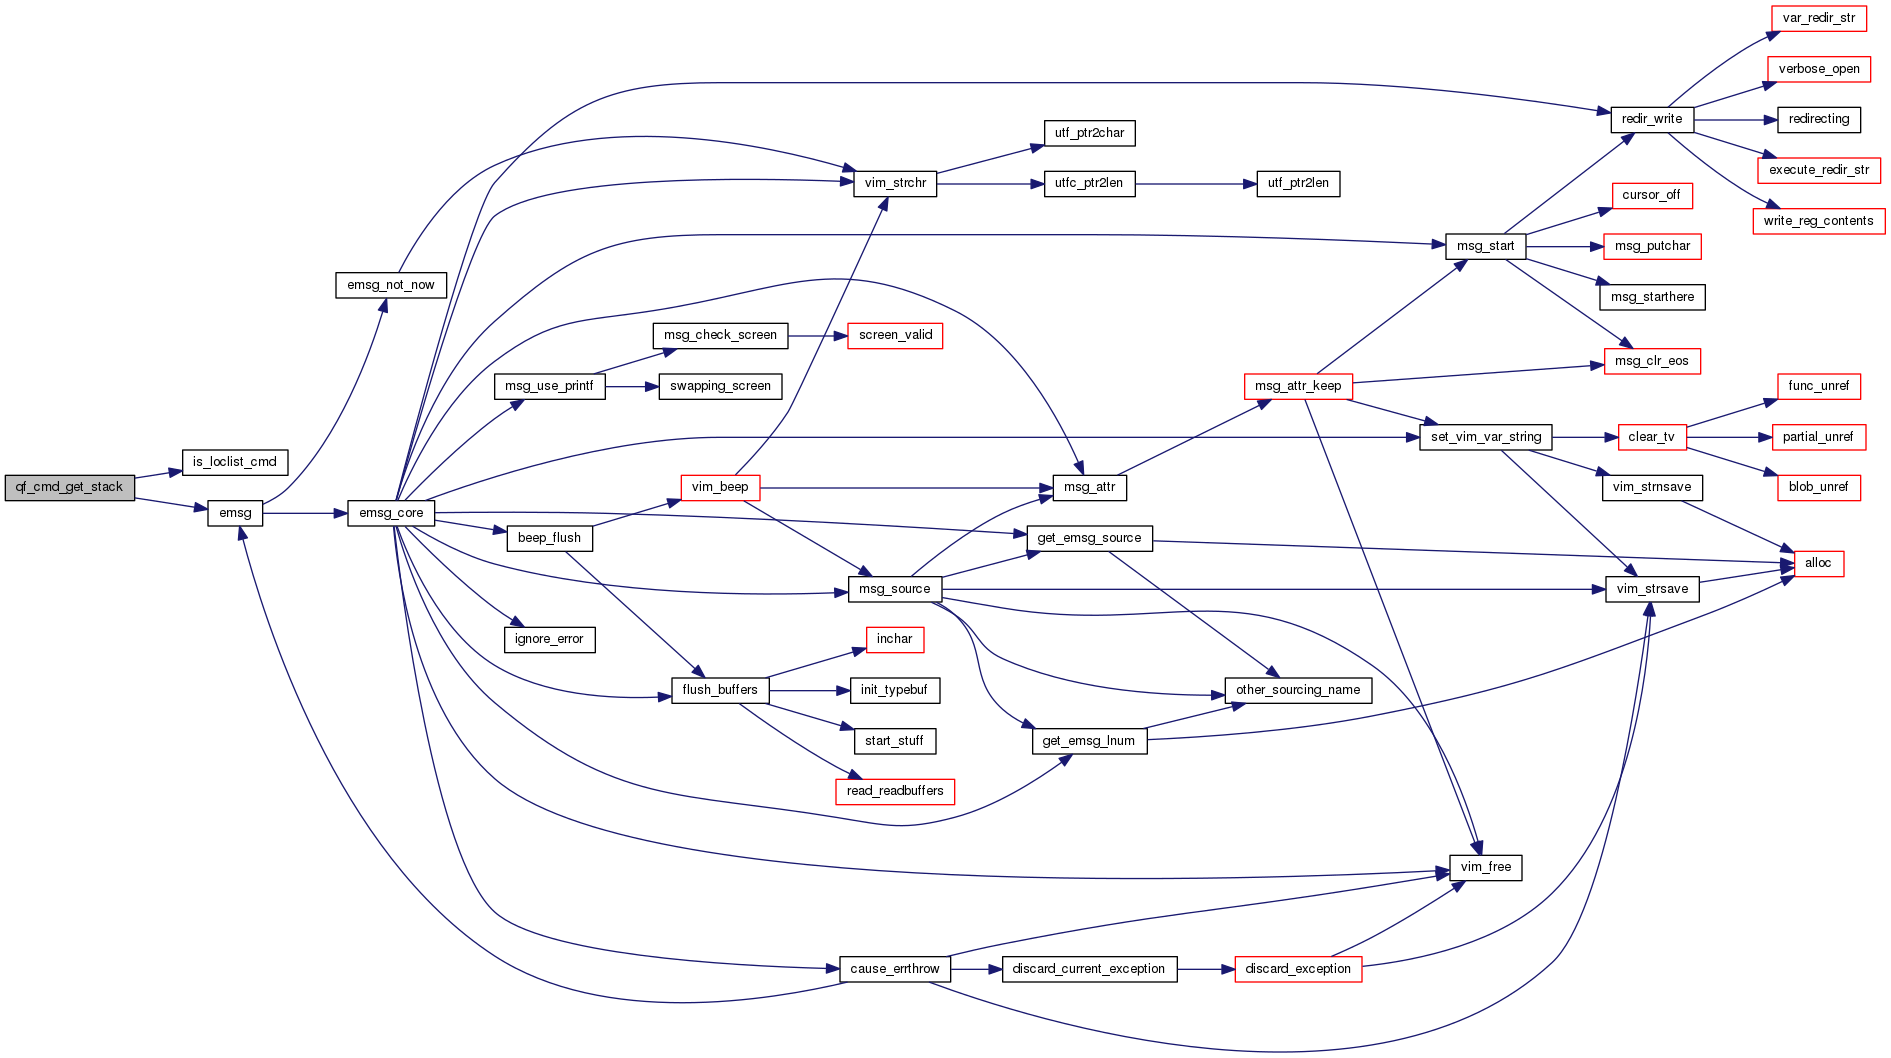 qf_cmd_get_stack
is_loclist_cmd
emsg
emsg_not_now
emsg_core
msg_use_printf
beep_flush
ignore_error
msg_check_screen
swapping_screen
vim_beep
flush_buffers
vim_strchr
screen_valid
msg_source
inchar
init_typebuf
start_stuff
read_readbuffers
cause_errthrow
utf_ptr2char
utfc_ptr2len
msg_attr
get_emsg_source
get_emsg_lnum
discard_current_exception
utf_ptr2len
msg_attr_keep
other_sourcing_name
discard_exception
msg_start
set_vim_var_string
vim_free
redir_write
cursor_off
msg_putchar
msg_starthere
msg_clr_eos
clear_tv
vim_strnsave
vim_strsave
var_redir_str
verbose_open
redirecting
execute_redir_str
write_reg_contents
func_unref
partial_unref
blob_unref
alloc